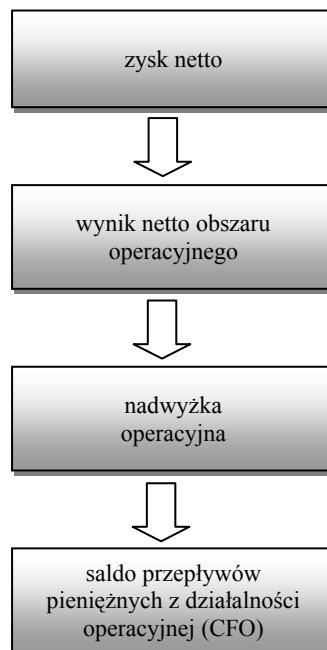 zysk netto
wynik netto obszaru
operacyjnego
nadwyżka
operacyjna
saldo przepływów
pieniężnych z działalności
operacyjnej (CFO)